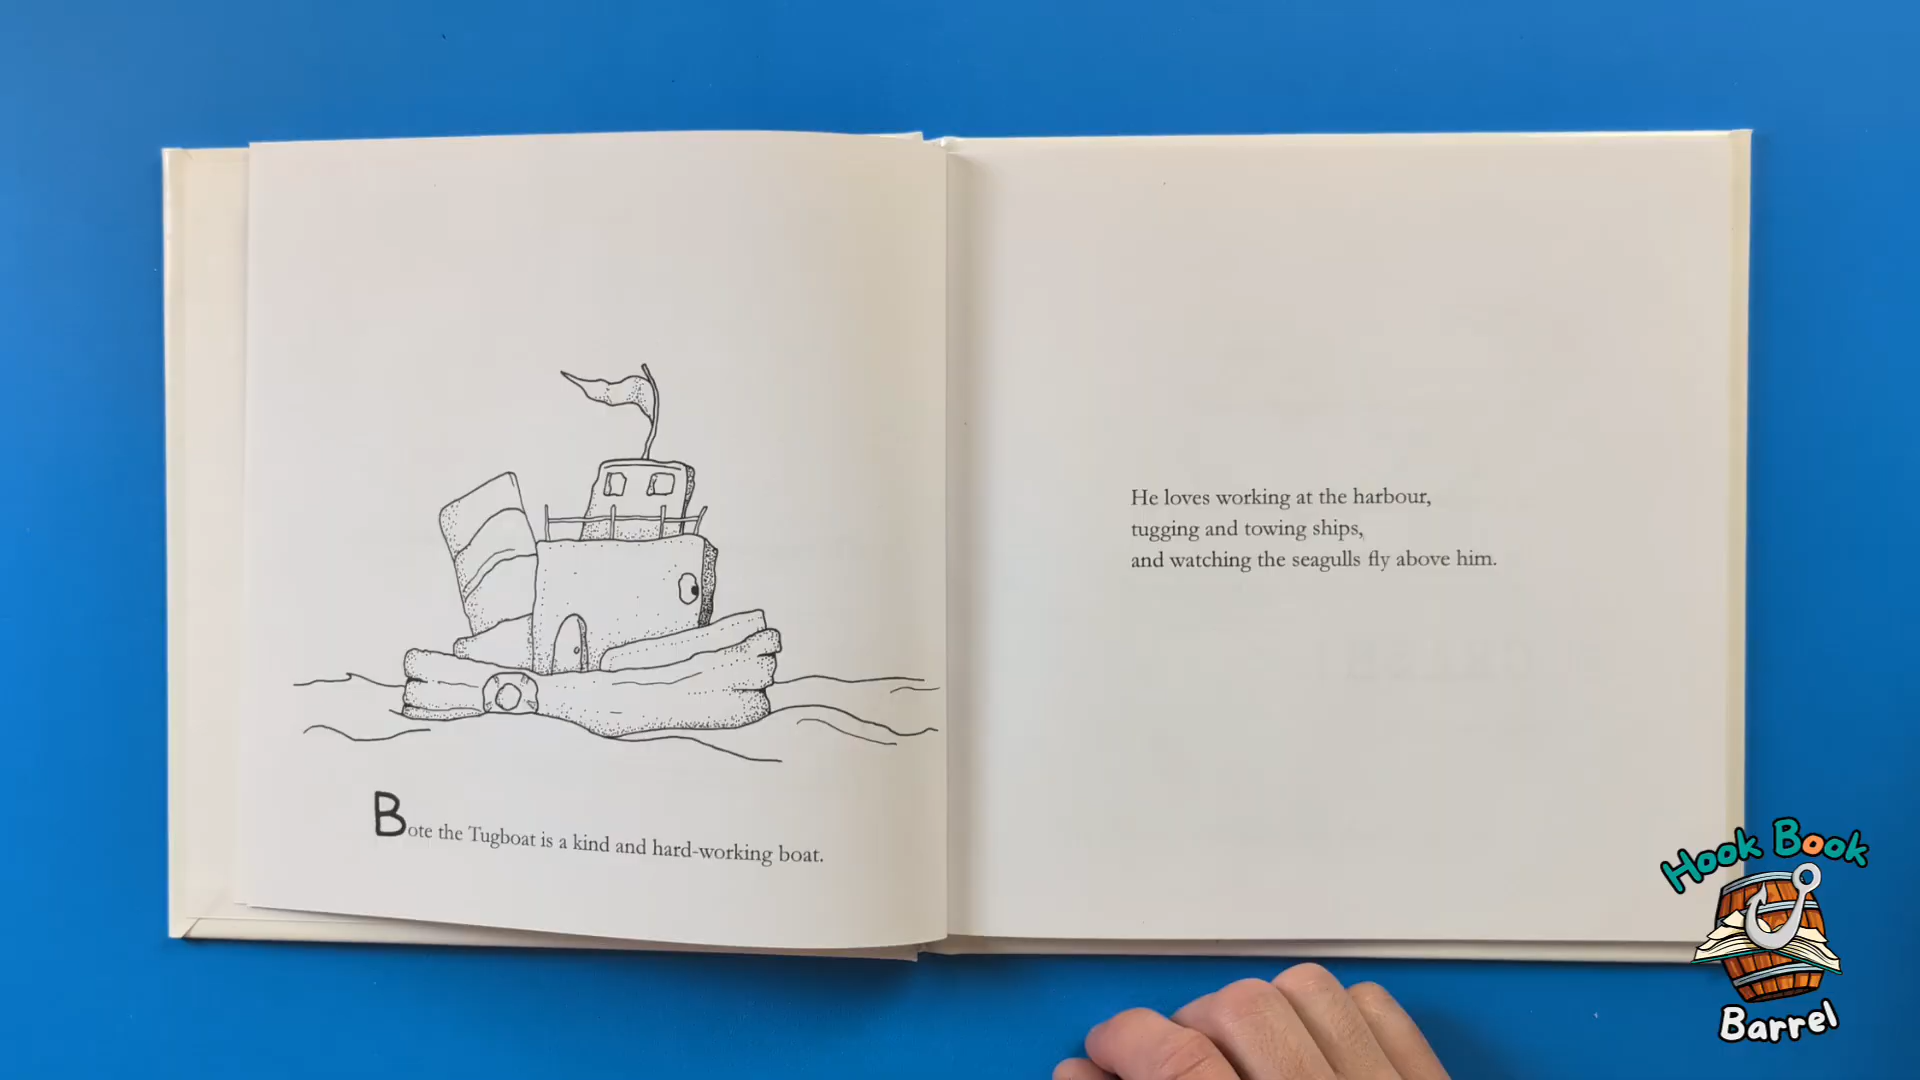 Bote the Tugboat is a kind and hard-working boat.
He loves working at the harbour,
tugging and towing ships,
and watching the seagulls fly above him.
Hook Book
Barrel